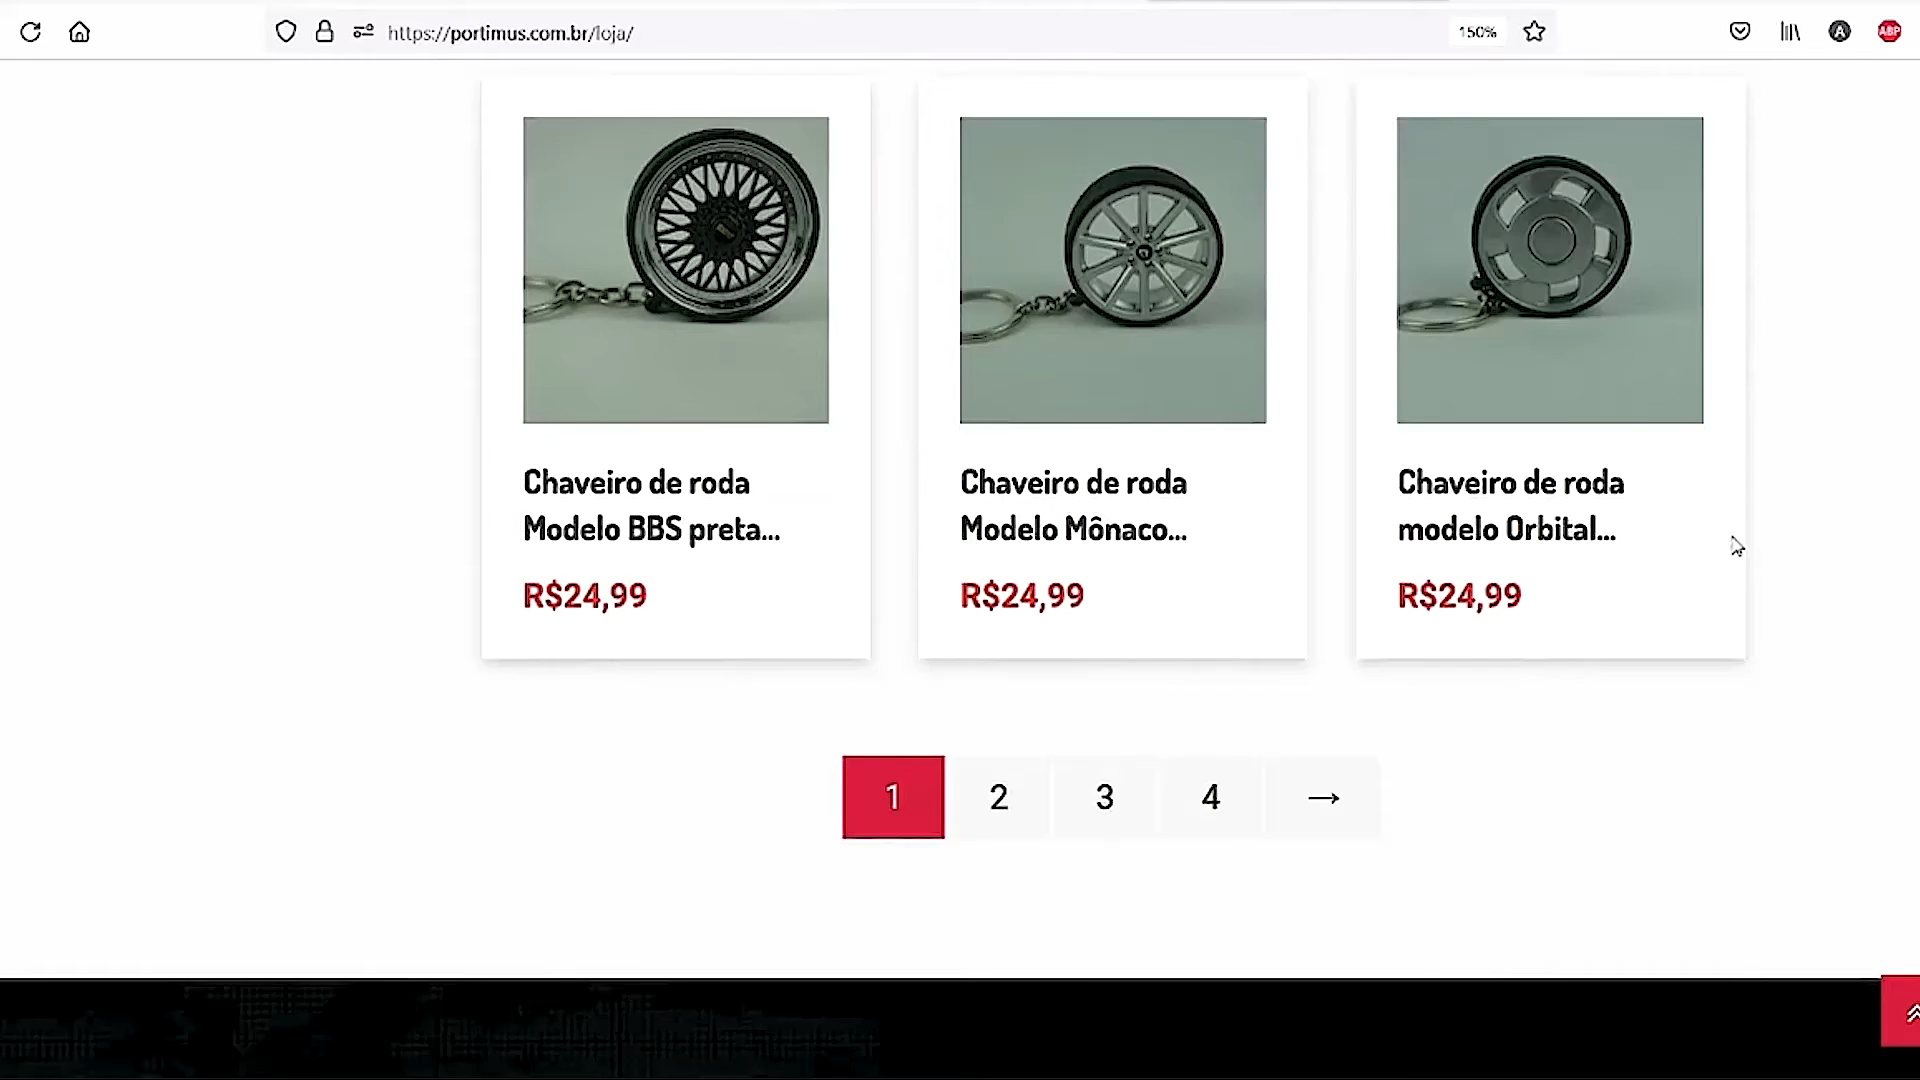 https://portimus.com.br/loja/
150%
ABP
Chaveiro de roda
Modelo BBS preta...
R$24,99
Chaveiro de roda
Modelo Mônaco...
R$24,99
Chaveiro de roda
modelo Orbital...
R$24,99
1 2 3 4 →